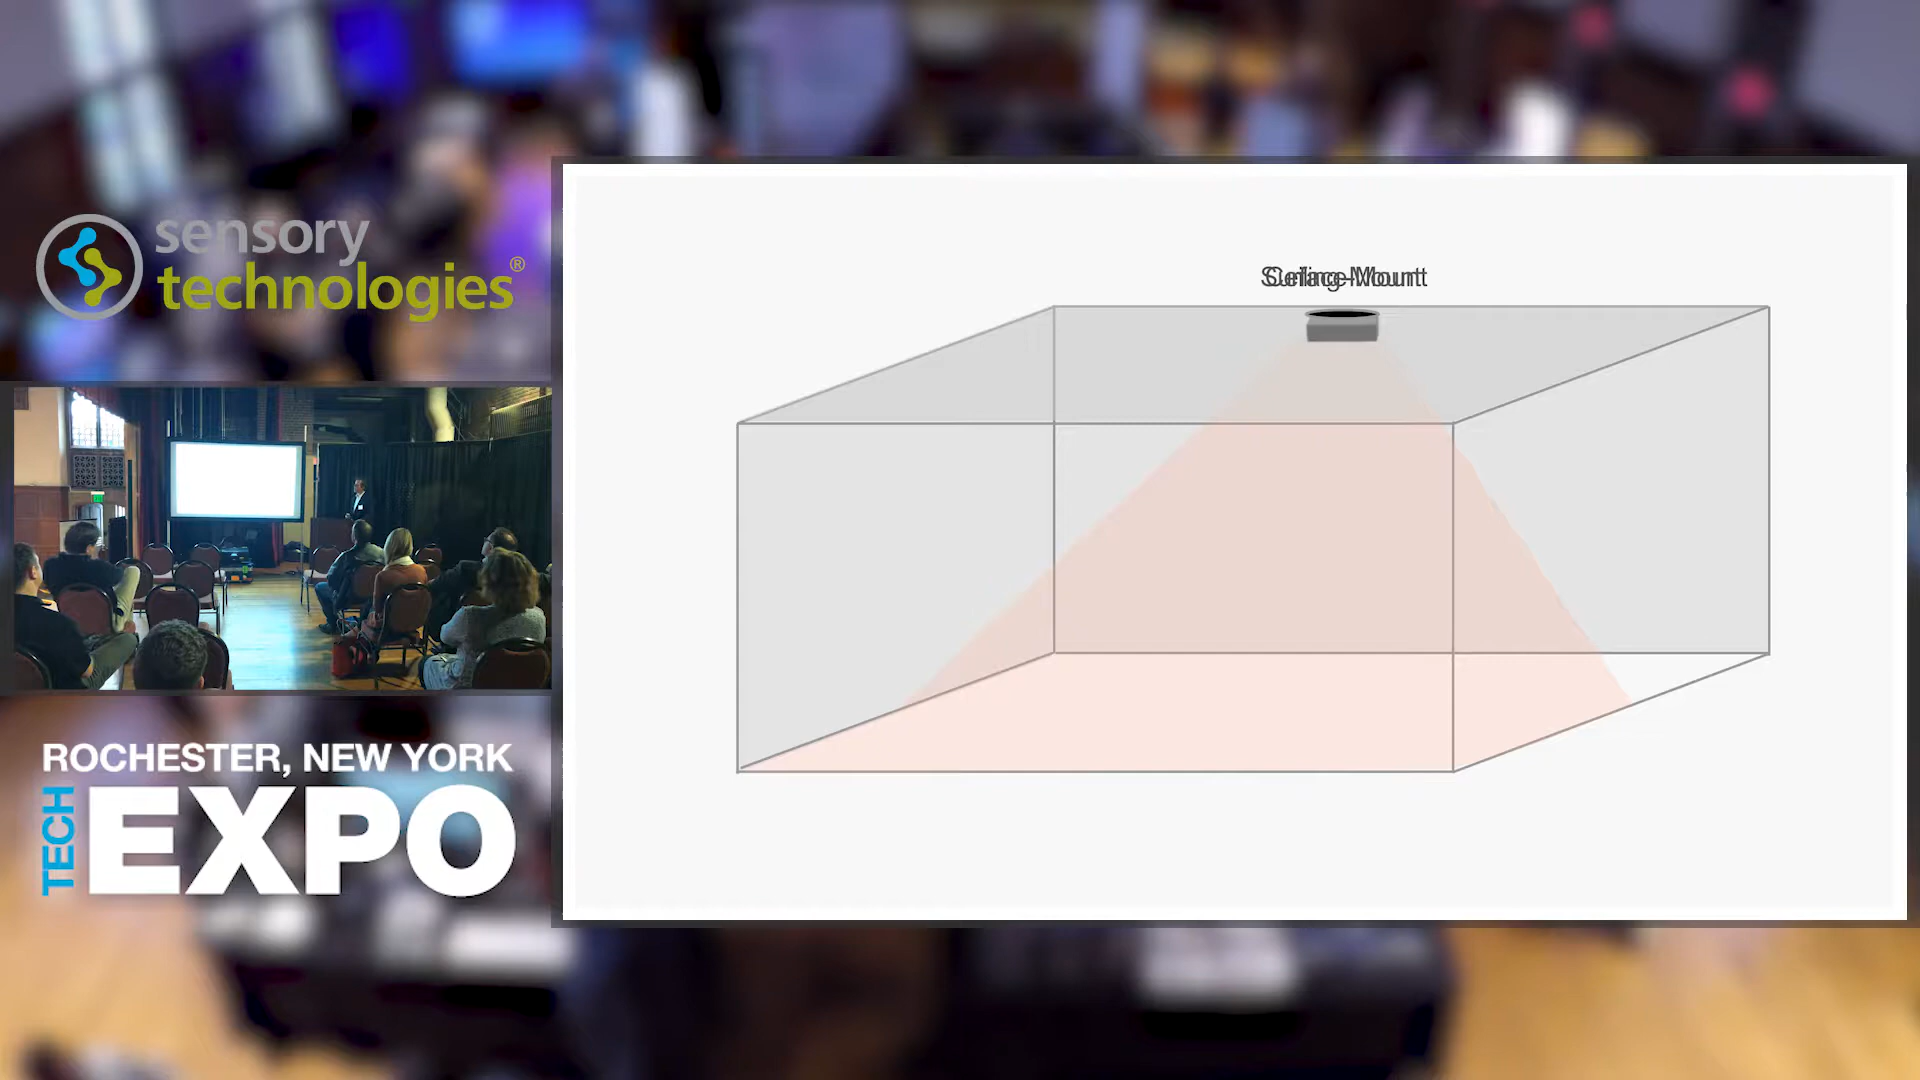 sensory
technologies®
ROCHESTER, NEW YORK
TECH
EXPO